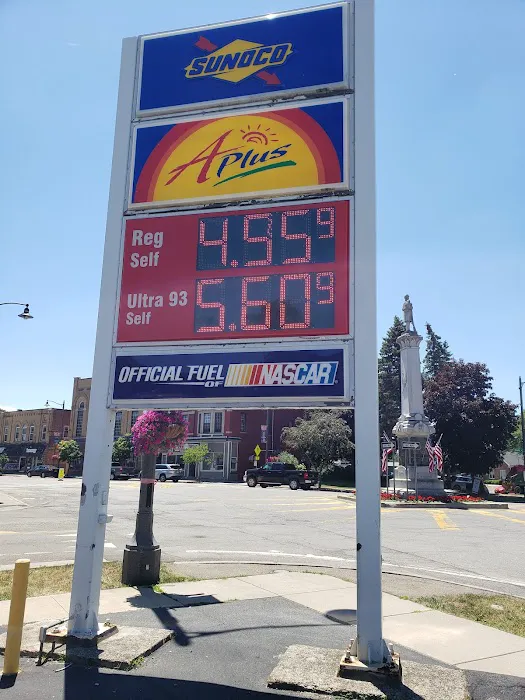 SUNOCO
APlus
Reg
Self
4.55 9
Ultra 93
Self
5.60 9
OFFICIAL FUEL OF NASCAR